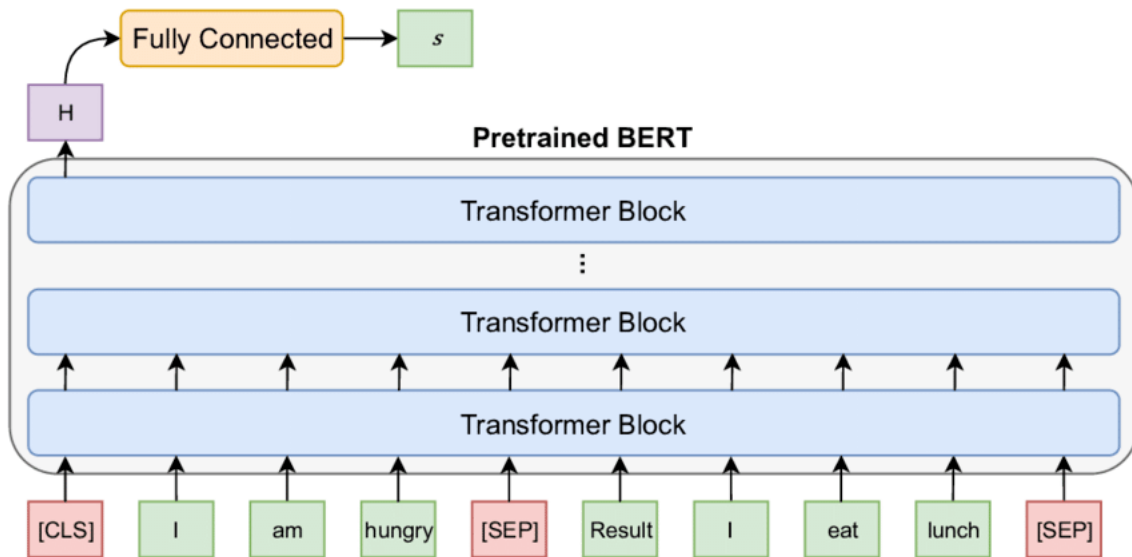 Fully Connected s
H
Pretrained BERT
Transformer Block
...
Transformer Block
Transformer Block
[CLS] I am hungry [SEP] Result I eat lunch [SEP]